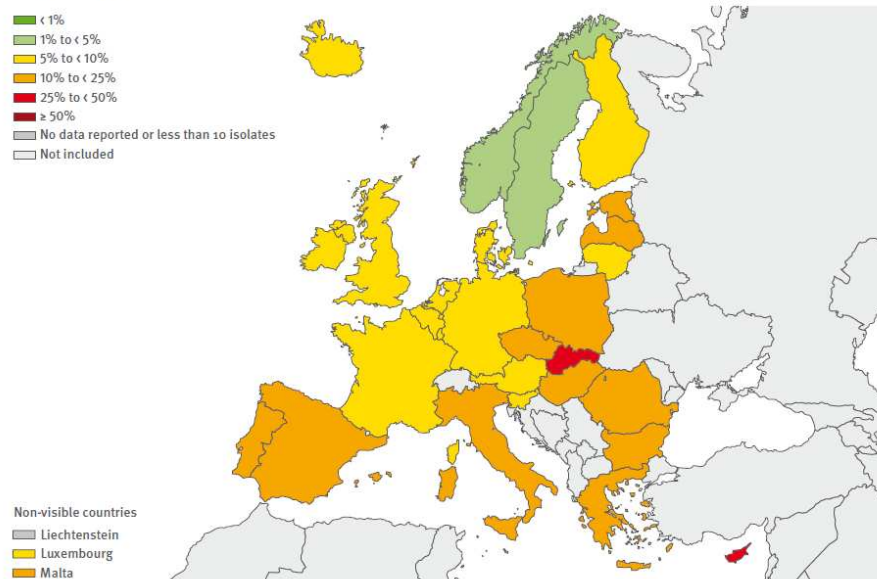 < 1%
1% to < 5%
5% to < 10%
10% to < 25%
25% to < 50%
≥ 50%
No data reported or less than 10 isolates
Not included
Non-visible countries
Liechtenstein
Luxembourg
Malta